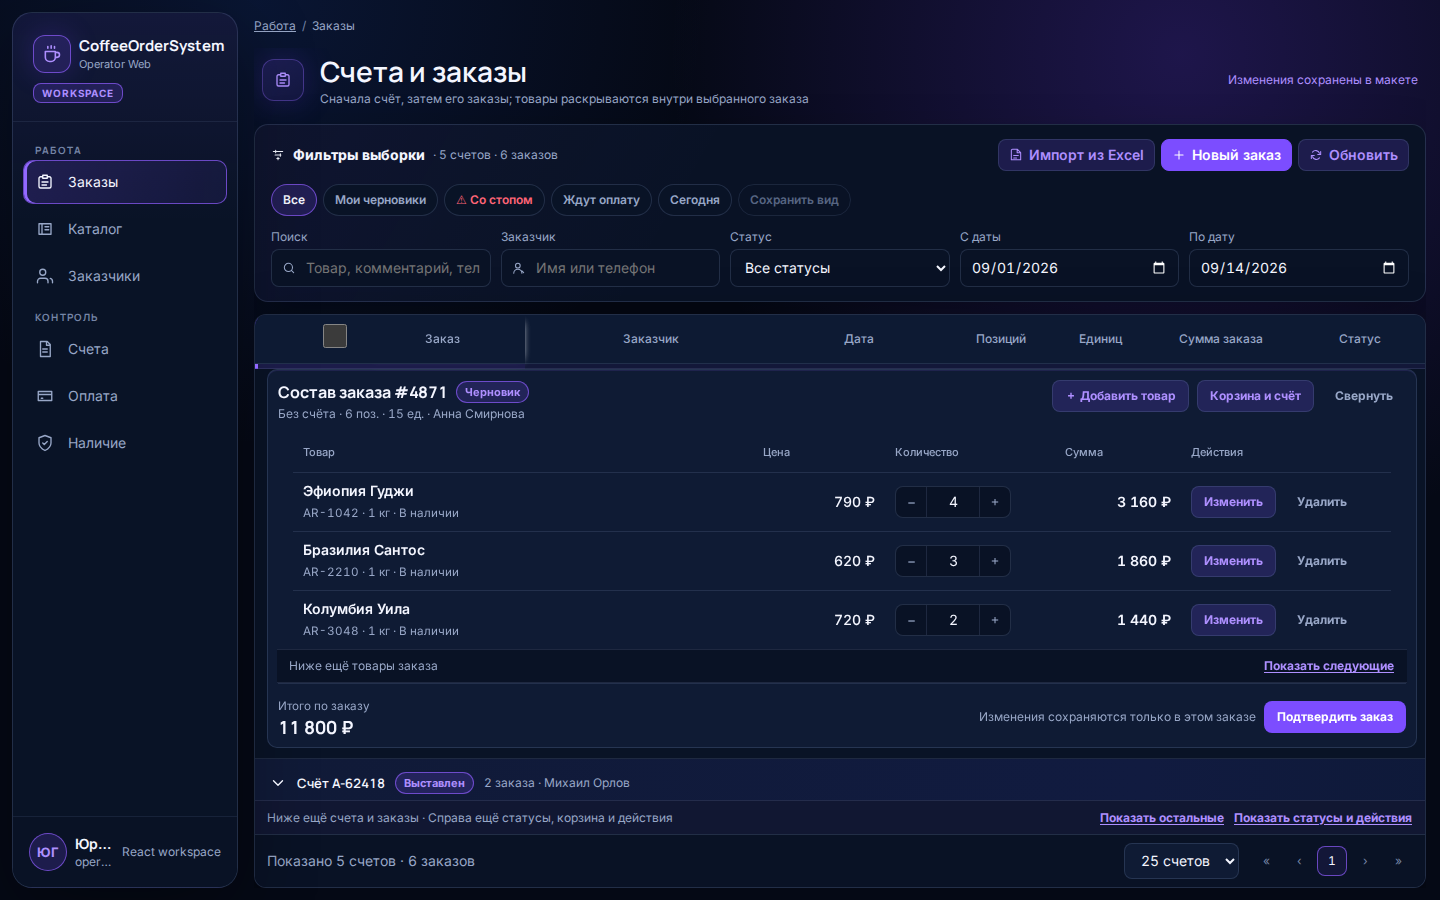 CoffeeOrderSystem
Operator Web
WORKSPACE
РАБОТА
Заказы
Каталог
Заказчики
КОНТРОЛЬ
Счета
Оплата
Наличие
ЮГ
Юр...
oper...
React workspace
Работа / Заказы
Счета и заказы
Сначала счёт, затем его заказы; товары раскрываются внутри выбранного заказа
Изменения сохранены в макете
Фильтры выборки · 5 счетов · 6 заказов
Импорт из Excel
+ Новый заказ
Обновить
Все
Мои черновики
⚠ Со стопом
Ждут оплату
Сегодня
Сохранить вид
Поиск
Заказчик
Статус
С даты
По дату
Товар, комментарий, тел
Имя или телефон
Все статусы
09/01/2026
09/14/2026
Заказ
Заказчик
Дата
Позиций
Единиц
Сумма заказа
Статус
Состав заказа #4871 Черновик
Без счёта · 6 поз. · 15 ед. · Анна Смирнова
+ Добавить товар
Корзина и счёт
Свернуть
Товар
Цена
Количество
Сумма
Действия
Эфиопия Гуджи
AR-1042 · 1 кг · В наличии
790 ₽
− 4 +
3 160 ₽
Изменить
Удалить
Бразилия Сантос
AR-2210 · 1 кг · В наличии
620 ₽
− 3 +
1 860 ₽
Изменить
Удалить
Колумбия Уила
AR-3048 · 1 кг · В наличии
720 ₽
− 2 +
1 440 ₽
Изменить
Удалить
Ниже ещё товары заказа
Показать следующие
Итого по заказу
11 800 ₽
Изменения сохраняются только в этом заказе
Подтвердить заказ
Счёт A-62418 Выставлен 2 заказа · Михаил Орлов
Ниже ещё счета и заказы · Справа ещё статусы, корзина и действия
Показать остальные
Показать статусы и действия
Показано 5 счетов · 6 заказов
25 счетов
« ‹ 1 › »